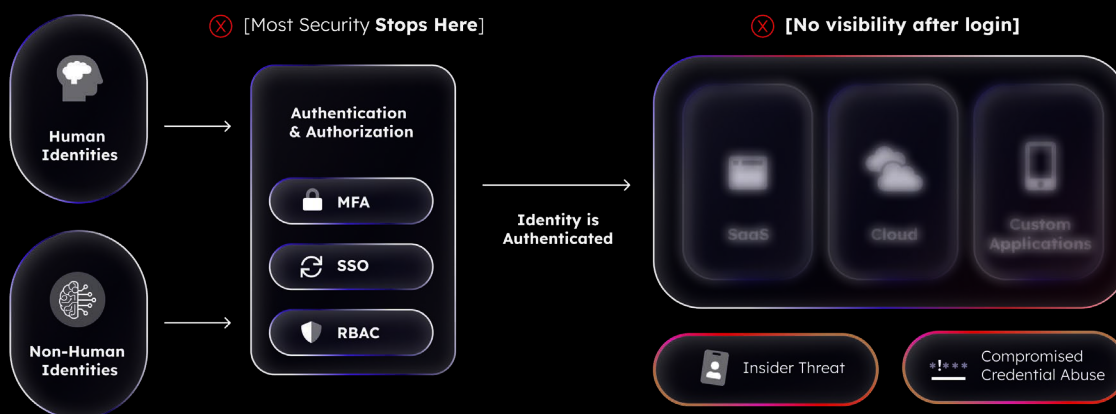 [Most Security Stops Here]
[No visibility after login]
Human
Identities
Non-Human
Identities
Authentication
& Authorization
MFA
SSO
RBAC
Identity is
Authenticated
SaaS
Cloud
Custom
Applications
Insider Threat
*!***
Compromised
Credential Abuse